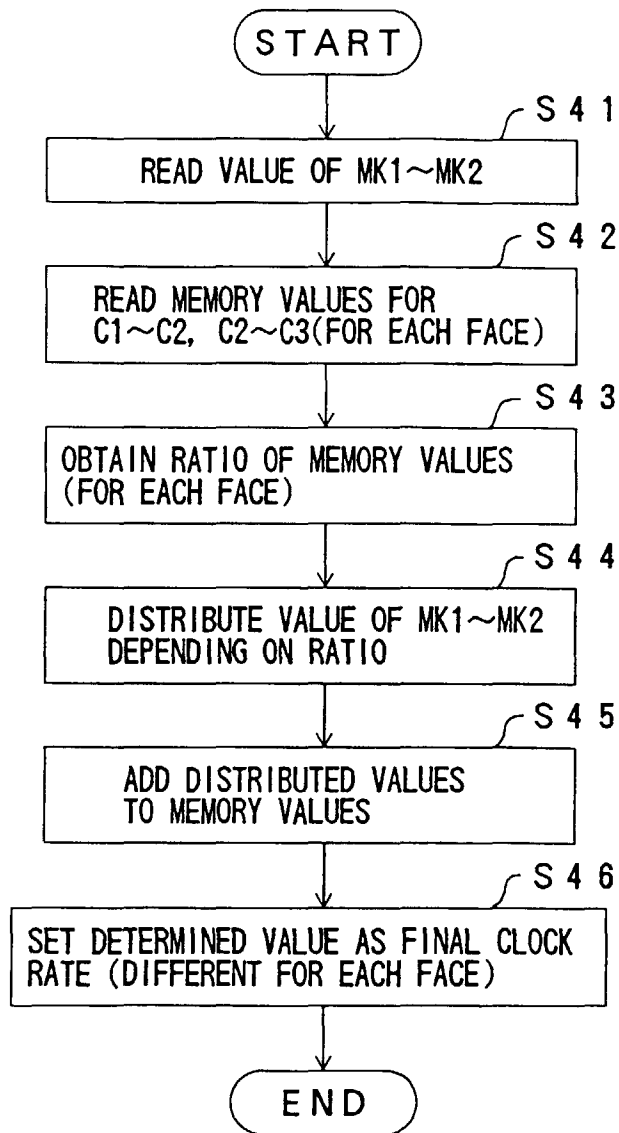 START
S41
READ VALUE OF MK1～MK2
S42
READ MEMORY VALUES FOR
C1～C2, C2～C3(FOR EACH FACE)
S43
OBTAIN RATIO OF MEMORY VALUES
(FOR EACH FACE)
S44
DISTRIBUTE VALUE OF MK1～MK2
DEPENDING ON RATIO
S45
ADD DISTRIBUTED VALUES
TO MEMORY VALUES
S46
SET DETERMINED VALUE AS FINAL CLOCK
RATE (DIFFERENT FOR EACH FACE)
END